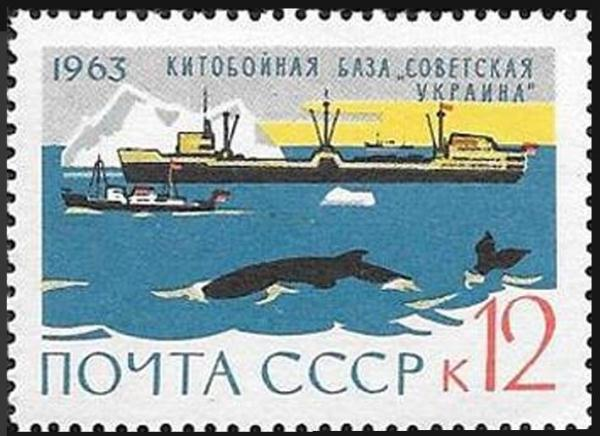 1963 КИТОБОЙНАЯ БАЗА „СОВЕТСКАЯ
УКРАИНА"
ПОЧТА СССР К 12